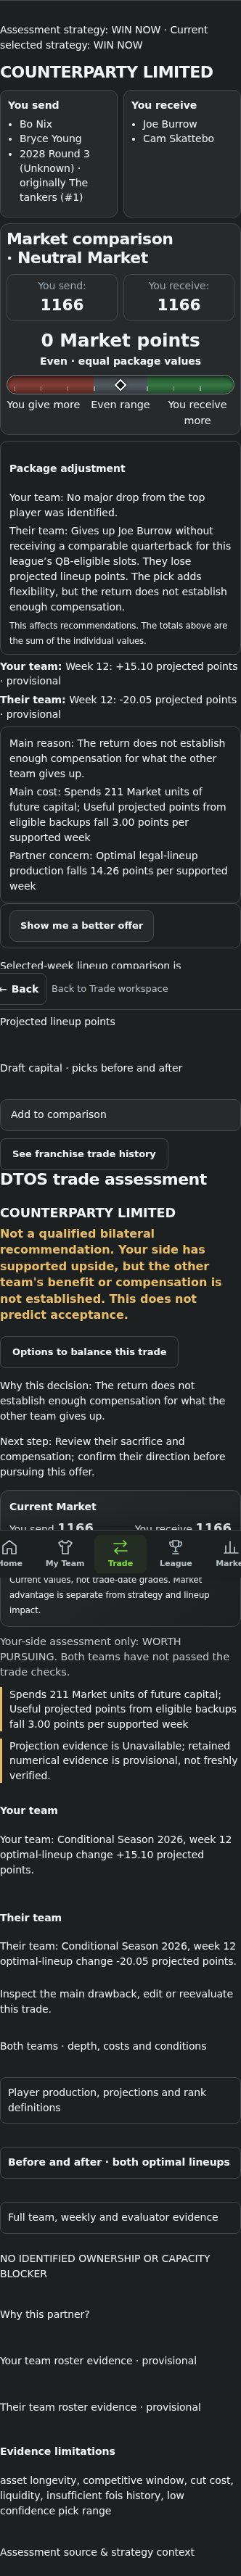 Assessment strategy: WIN NOW · Current
selected strategy: WIN NOW
COUNTERPARTY LIMITED
You send
• Bo Nix
• Bryce Young
• 2028 Round 3
(Unknown) ·
originally The
tankers (#1)
You receive
• Joe Burrow
• Cam Skattebo
Market comparison
· Neutral Market
You send:
1166
You receive:
1166
0 Market points
Even · equal package values
You give more
Even range
You receive
more
Package adjustment
Your team: No major drop from the top
player was identified.
Their team: Gives up Joe Burrow without
receiving a comparable quarterback for this
league's QB-eligible slots. They lose
projected lineup points. The pick adds
flexibility, but the return does not establish
enough compensation.
This affects recommendations. The totals above are
the sum of the individual values.
Your team: Week 12: +15.10 projected points
· provisional
Their team: Week 12: -20.05 projected points
· provisional
Main reason: The return does not establish
enough compensation for what the other
team gives up.
Main cost: Spends 211 Market units of
future capital; Useful projected points from
eligible backups fall 3.00 points per
supported week
Partner concern: Optimal legal-lineup
production falls 14.26 points per supported
week
Show me a better offer
Selected-week lineup comparison is
← Back
Back to Trade workspace
Projected lineup points
Draft capital · picks before and after
Add to comparison
See franchise trade history
DTOS trade assessment
COUNTERPARTY LIMITED
Not a qualified bilateral
recommendation. Your side has
supported upside, but the other
team's benefit or compensation is
not established. This does not
predict acceptance.
Options to balance this trade
Why this decision: The return does not
establish enough compensation for what the
other team gives up.
Next step: Review their sacrifice and
compensation; confirm their direction before
pursuing this offer.
Current Market
You send 1166
You receive 1166
Home
My Team
Trade
League
Marke
Current values, not trade-date grades. Market
advantage is separate from strategy and lineup
impact.
Your-side assessment only: WORTH
PURSUING. Both teams have not passed the
trade checks.
Spends 211 Market units of future capital;
Useful projected points from eligible backups
fall 3.00 points per supported week
Projection evidence is Unavailable; retained
numerical evidence is provisional, not freshly
verified.
Your team
Your team: Conditional Season 2026, week 12
optimal-lineup change +15.10 projected
points.
Their team
Their team: Conditional Season 2026, week 12
optimal-lineup change -20.05 projected points.
Inspect the main drawback, edit or reevaluate
this trade.
Both teams · depth, costs and conditions
Player production, projections and rank
definitions
Before and after · both optimal lineups
Full team, weekly and evaluator evidence
NO IDENTIFIED OWNERSHIP OR CAPACITY
BLOCKER
Why this partner?
Your team roster evidence · provisional
Their team roster evidence · provisional
Evidence limitations
asset longevity, competitive window, cut cost,
liquidity, insufficient fois history, low
confidence pick range
Assessment source & strategy context